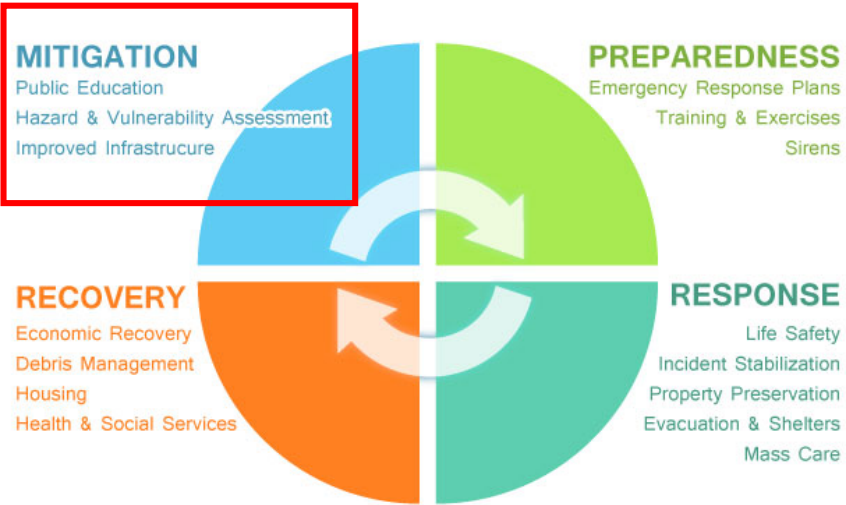 MITIGATION
Public Education
Hazard & Vulnerability Assessment
Improved Infrastrucure
PREPAREDNESS
Emergency Response Plans
Training & Exercises
Sirens
RECOVERY
Economic Recovery
Debris Management
Housing
Health & Social Services
RESPONSE
Life Safety
Incident Stabilization
Property Preservation
Evacuation & Shelters
Mass Care